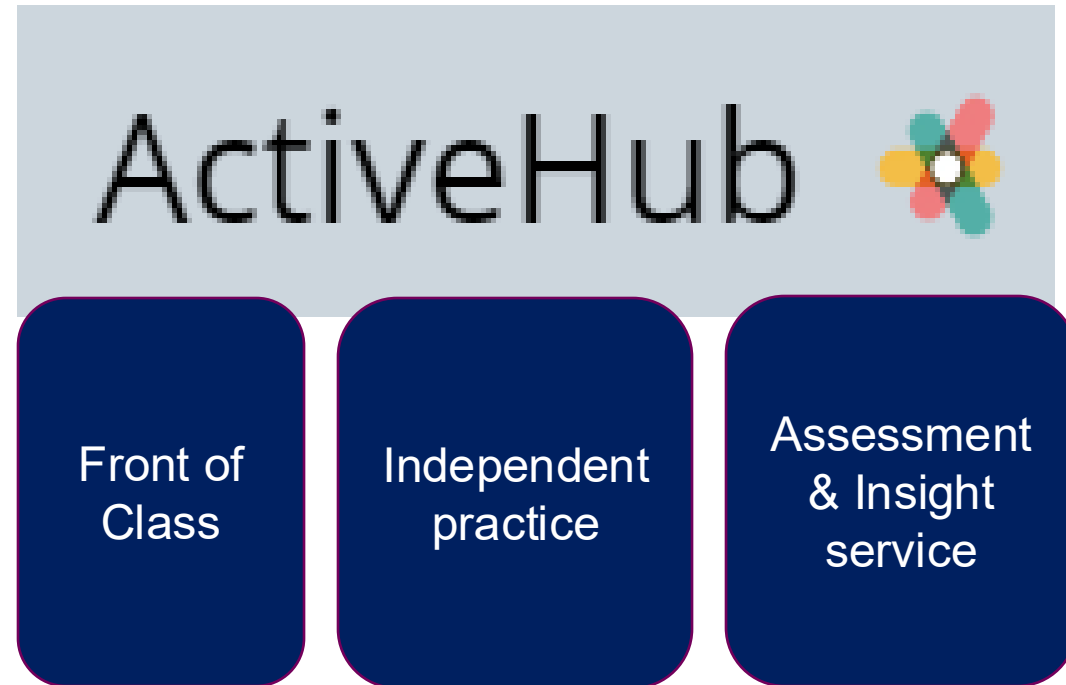 ActiveHub
Front of
Class
Independent
practice
Assessment
& Insight
service